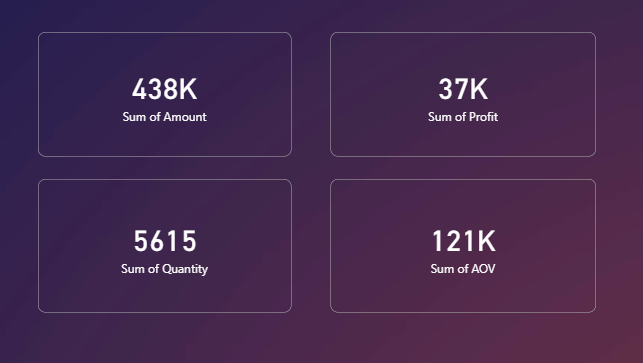 438K
Sum of Amount
37K
Sum of Profit
5615
Sum of Quantity
121K
Sum of AOV